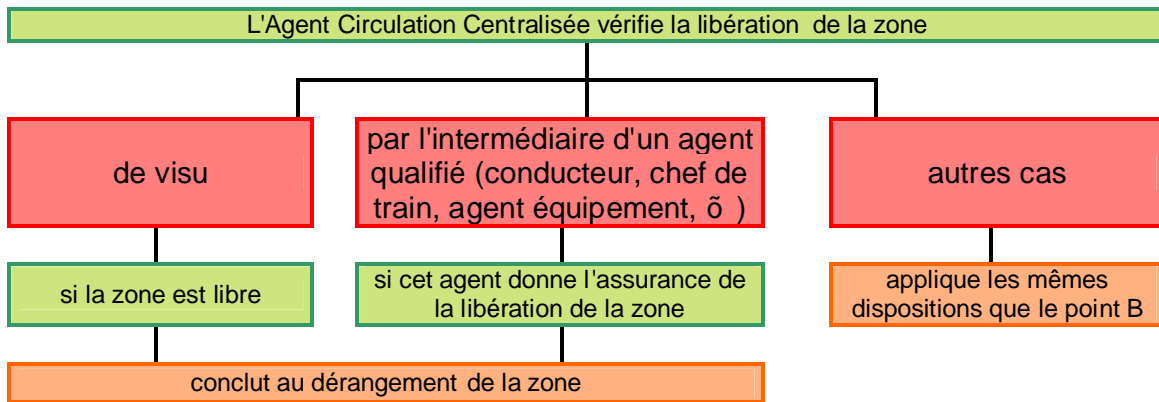 L'Agent Circulation Centralisée vérifie la libération de la zone
de visu
par l'intermédiaire d'un agent
qualifié (conducteur, chef de
train, agent équipement, õ )
autres cas
si la zone est libre
si cet agent donne l'assurance de
la libération de la zone
applique les mêmes
dispositions que le point B
conclut au dérangement de la zone